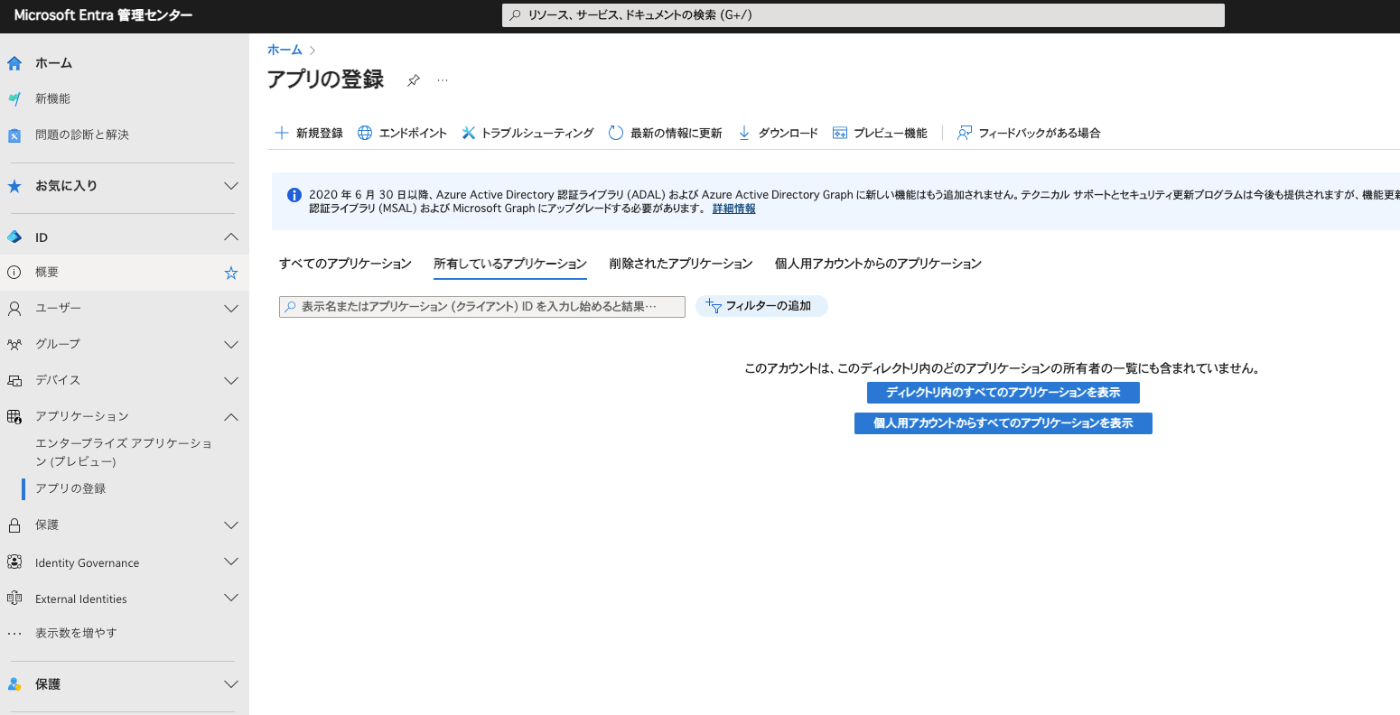 Microsoft Entra 管理センター
リソース、サービス、ドキュメントの検索 (G+/)
ホーム
新機能
問題の診断と解決
お気に入り
ID
概要
ユーザー
グループ
デバイス
アプリケーション
エンタープライズ アプリケーショ
ン (プレビュー)
アプリの登録
保護
Identity Governance
External Identities
表示数を増やす
保護
ホーム
アプリの登録
新規登録
エンドポイント
トラブルシューティング
最新の情報に更新
ダウンロード
プレビュー機能
フィードバックがある場合
2020 年 6 月 30 日以降、Azure Active Directory 認証ライブラリ (ADAL) および Azure Active Directory Graph に新しい機能はもう追加されません。テクニカル サポートとセキュリティ更新プログラムは今後も提供されますが、機能更新
認証ライブラリ (MSAL) および Microsoft Graph にアップグレードする必要があります。 詳細情報
すべてのアプリケーション
所有しているアプリケーション
削除されたアプリケーション
個人用アカウントからのアプリケーション
表示名またはアプリケーション (クライアント) ID を入力し始めると結果…
フィルターの追加
このアカウントは、このディレクトリ内のどのアプリケーションの所有者の一覧にも含まれていません。
ディレクトリ内のすべてのアプリケーションを表示
個人用アカウントからすべてのアプリケーションを表示